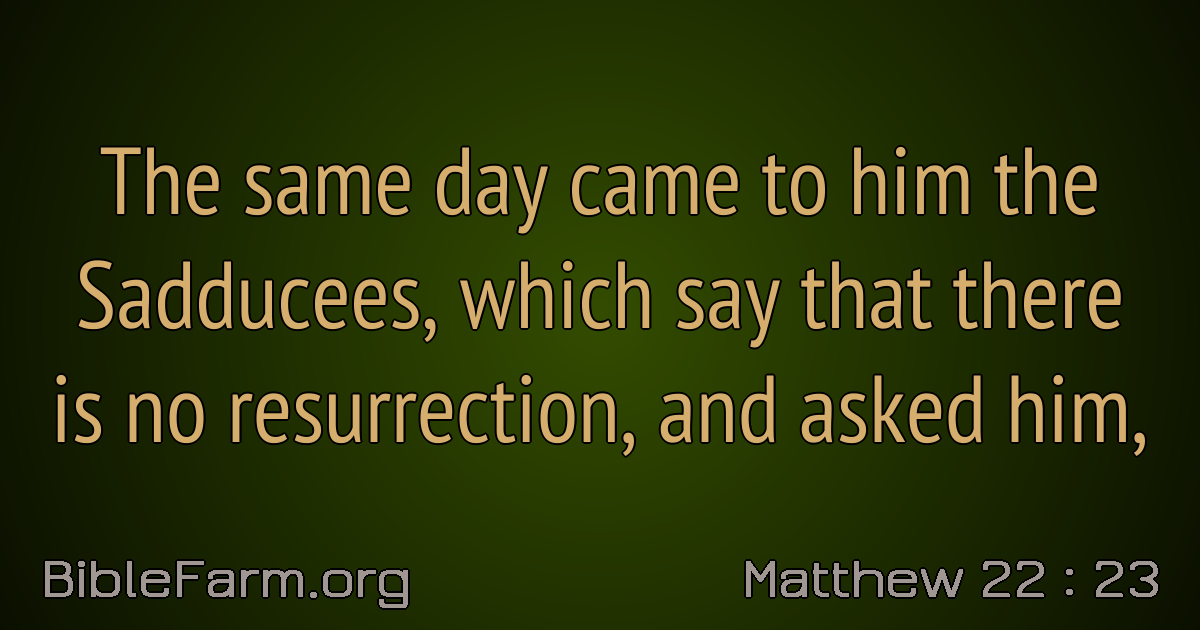 The same day came to him the
Sadducees, which say that there
is no resurrection, and asked him,
BibleFarm.org
Matthew 22 : 23